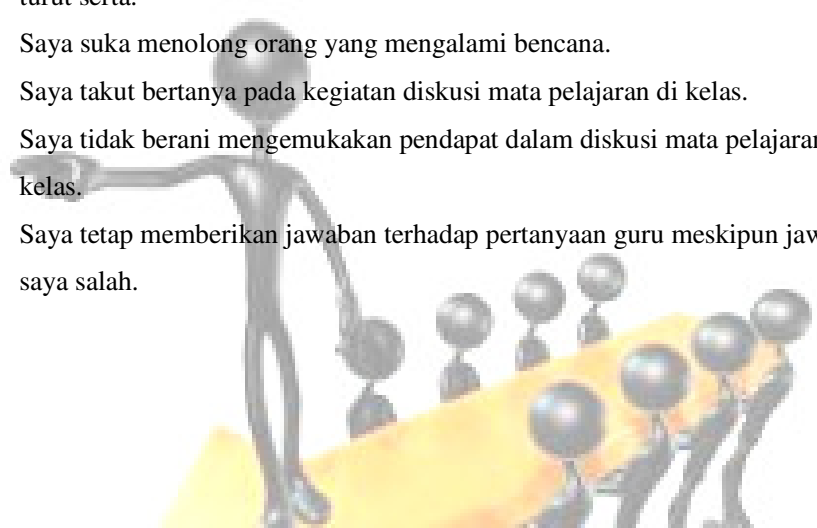 turut serta.
Saya suka menolong orang yang mengalami bencana.
Saya takut bertanya pada kegiatan diskusi mata pelajaran di kelas.
Saya tidak berani mengemukakan pendapat dalam diskusi mata pelajaran
kelas.
Saya tetap memberikan jawaban terhadap pertanyaan guru meskipun
saya salah.